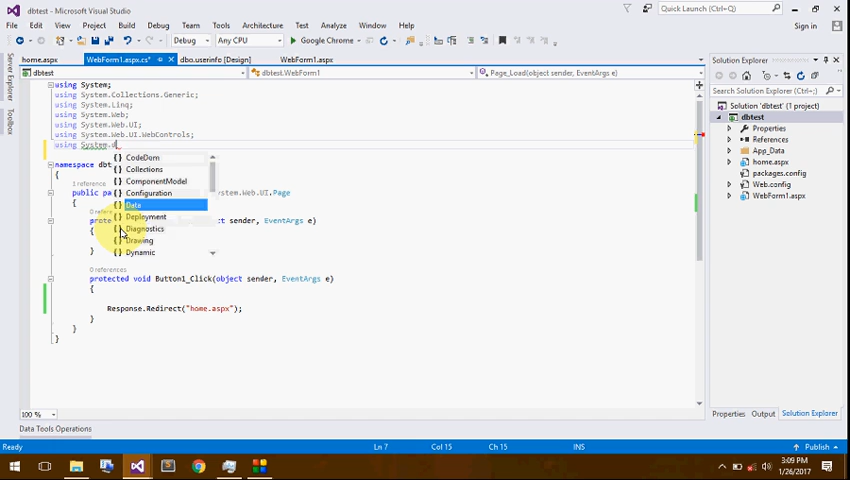 dbtest - Microsoft Visual Studio
Quick Launch (Ctrl+Q)
File Edit View Project Build Debug Team Tools Architecture Test Analyze Window Help
Sign in
Debug Any CPU Google Chrome
home.aspx WebForm1.aspx.cs* dbo.userinfo [Design] WebForm1.aspx
Solution Explorer
dbtest dbtest.WebForm1 Page_Load(object sender, EventArgs e)
Server Explorer
Toolbox
using System;
using System.Collections.Generic;
using System.Linq;
using System.Web;
using System.Web.UI;
using System.Web.UI.WebControls;
using System.d
CodeDom
Collections
ComponentModel
Configuration
Data
Deployment
Diagnostics
Drawing
Dynamic
namespace dbt
1 reference
public pa ystem.Web.UI.Page
{
0 refere
prote ct sender, EventArgs e)
{
}
0 references
protected void Button1_Click(object sender, EventArgs e)
{
Response.Redirect("home.aspx");
}
}
}
Search Solution Explorer (Ctrl+;)
Solution 'dbtest' (1 project)
dbtest
Properties
References
App_Data
home.aspx
packages.config
Web.config
WebForm1.aspx
100 %
Properties Output Solution Explorer
Data Tools Operations
Ready Ln 7 Col 15 Ch 15 INS Publish
3:09 PM
1/26/2017